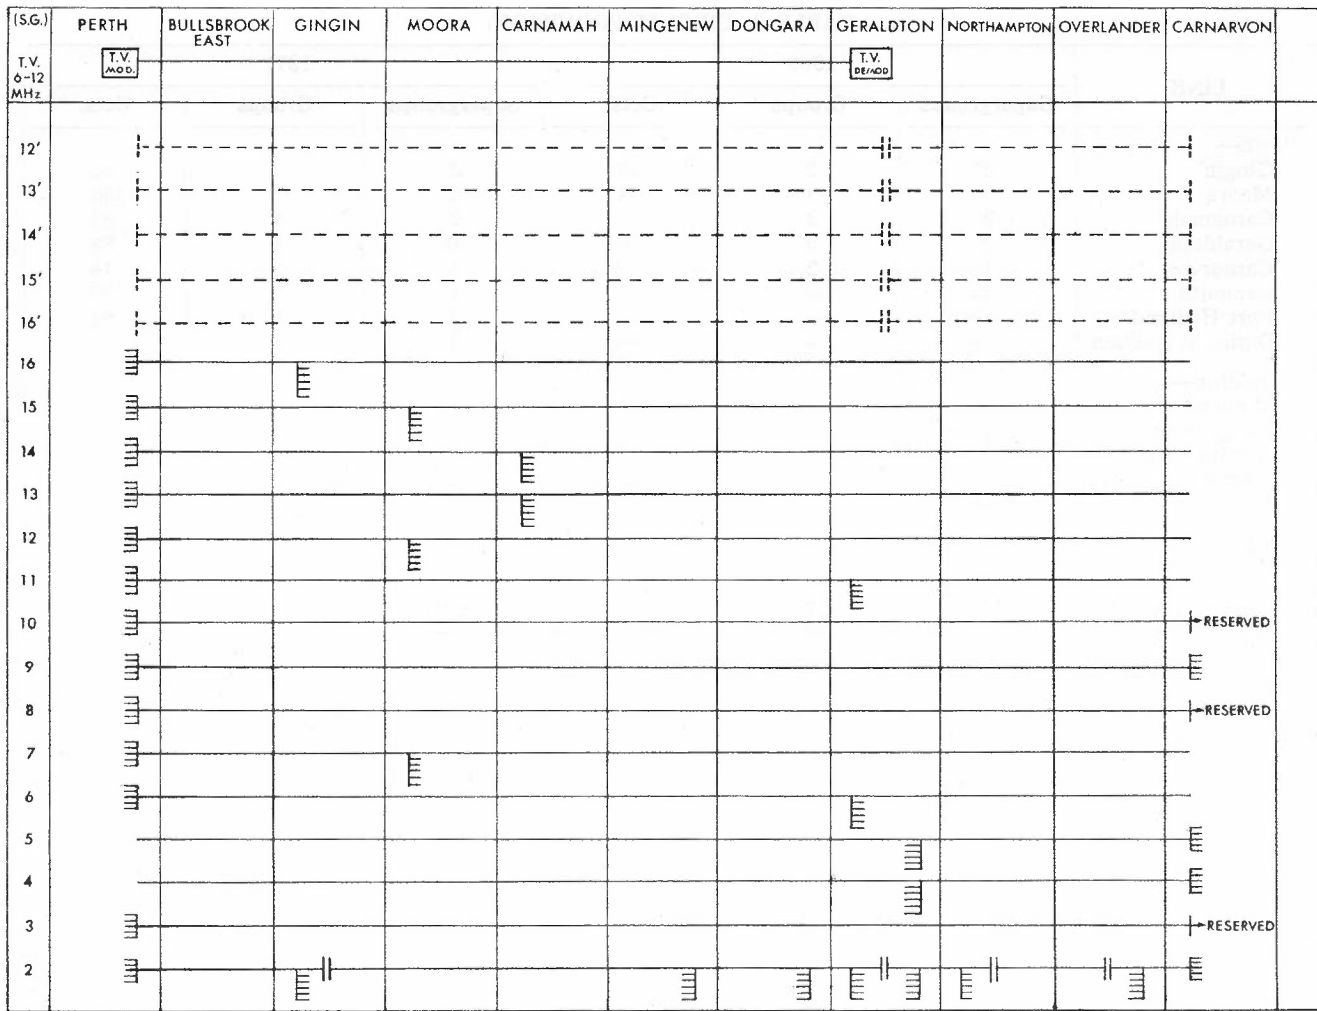 (S.G.) PERTH BULLSBROOK EAST GINGIN MOORA CARNAMAH MINGENEW DONGARA GERALDTON NORTHAMPTON OVERLANDER CARNARVON
T.V. 6-12 MHz
T.V. MOD.
T.V. DEMOD
12'
13'
14'
15'
16'
16
15
14
13
12
11
10 RESERVED
9
8 RESERVED
7
6
5
4
3 RESERVED
2